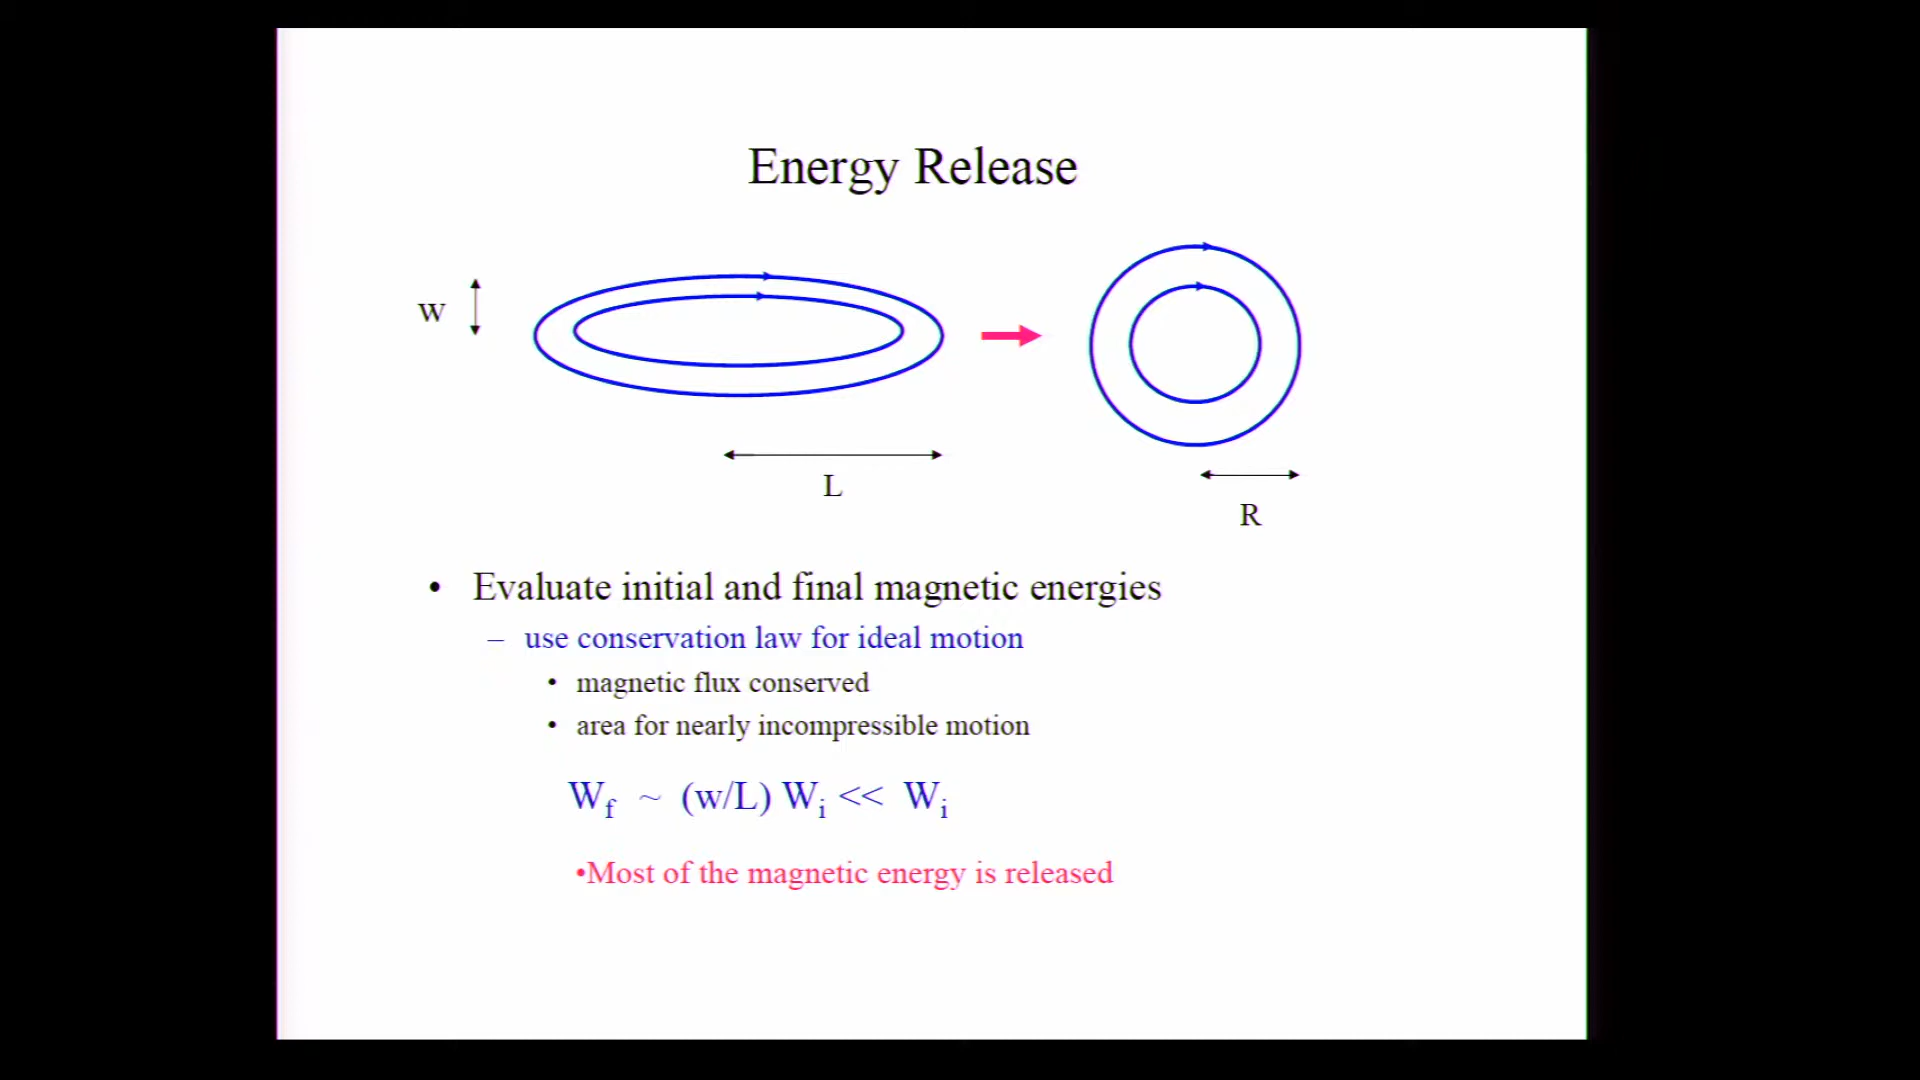 Energy Release
w
L
R
• Evaluate initial and final magnetic energies
– use conservation law for ideal motion
• magnetic flux conserved
• area for nearly incompressible motion
W_f ~ (w/L) W_i << W_i
•Most of the magnetic energy is released